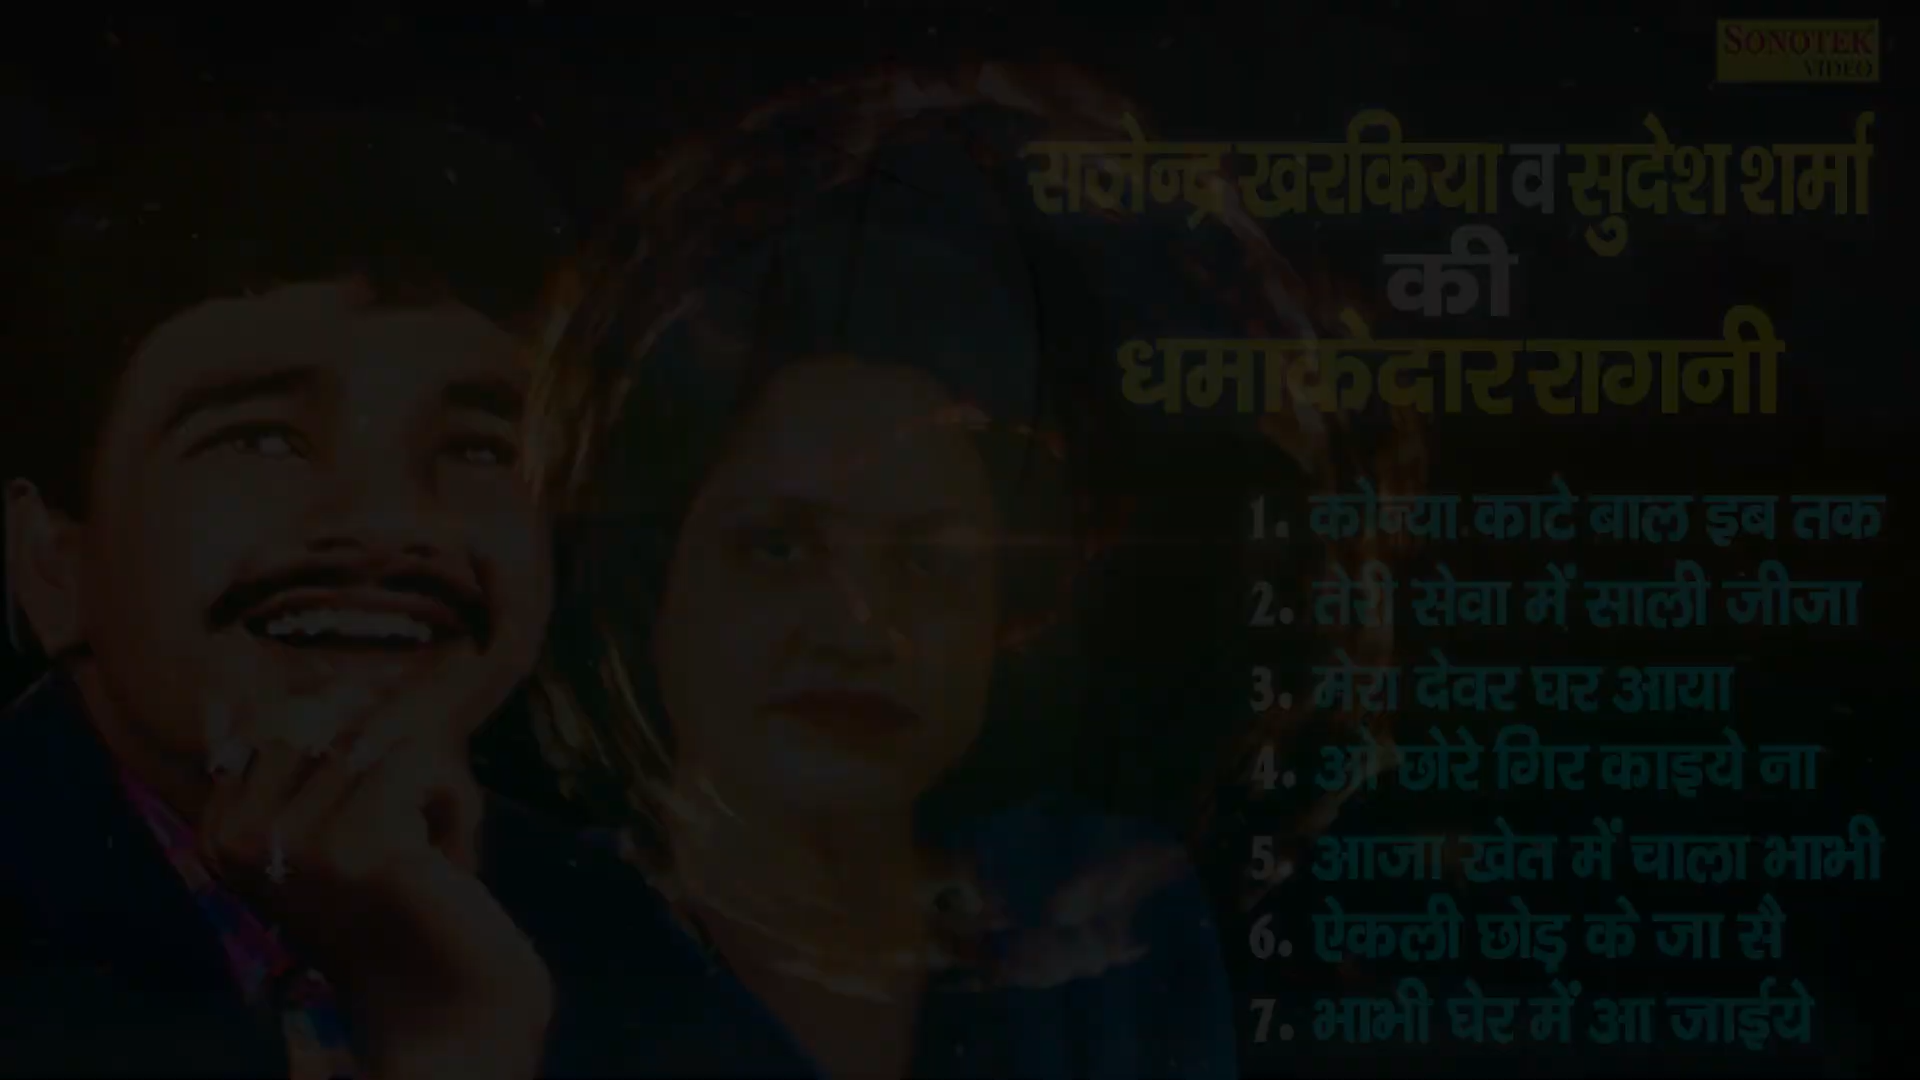 SONOTEK
VIDEO
राजेन्द्र खरकिया व सुदेश शर्मा
की
धमाकेदार रागनी
1. कोन्या काटे बाल इब तक
2. तेरी सेवा में साली जीजा
3. मेरा देवर घर आया
4. ओ छोरे गिर काइये ना
5. आजा खेत में चाला भाभी
6. ऐकली छोड़ के जा सै
7. भाभी घेर में आ जाईये